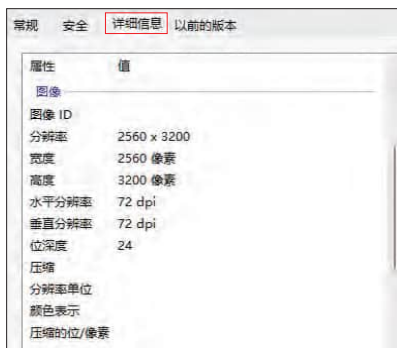 常规 安全 详细信息 以前的版本
属性 值
图像
图像 ID
分辨率 2560 x 3200
宽度 2560 像素
高度 3200 像素
水平分辨率 72 dpi
垂直分辨率 72 dpi
位深度 24
压缩
分辨率单位
颜色表示
压缩的位/像素